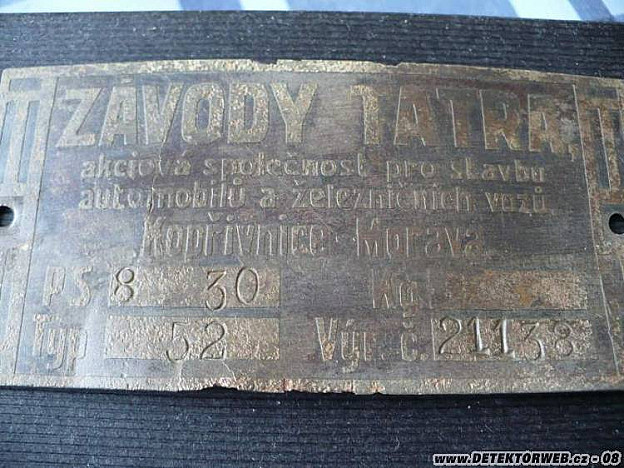 ZÁVODY TATRA,
akciová společnost pro stavbu
automobilů a železničních vozů
Kopřivnice-Morava
P.S 8 30 Kg.
Typ 52 Výr. č. 21138
www.DETEKTORWEB.cz - 08